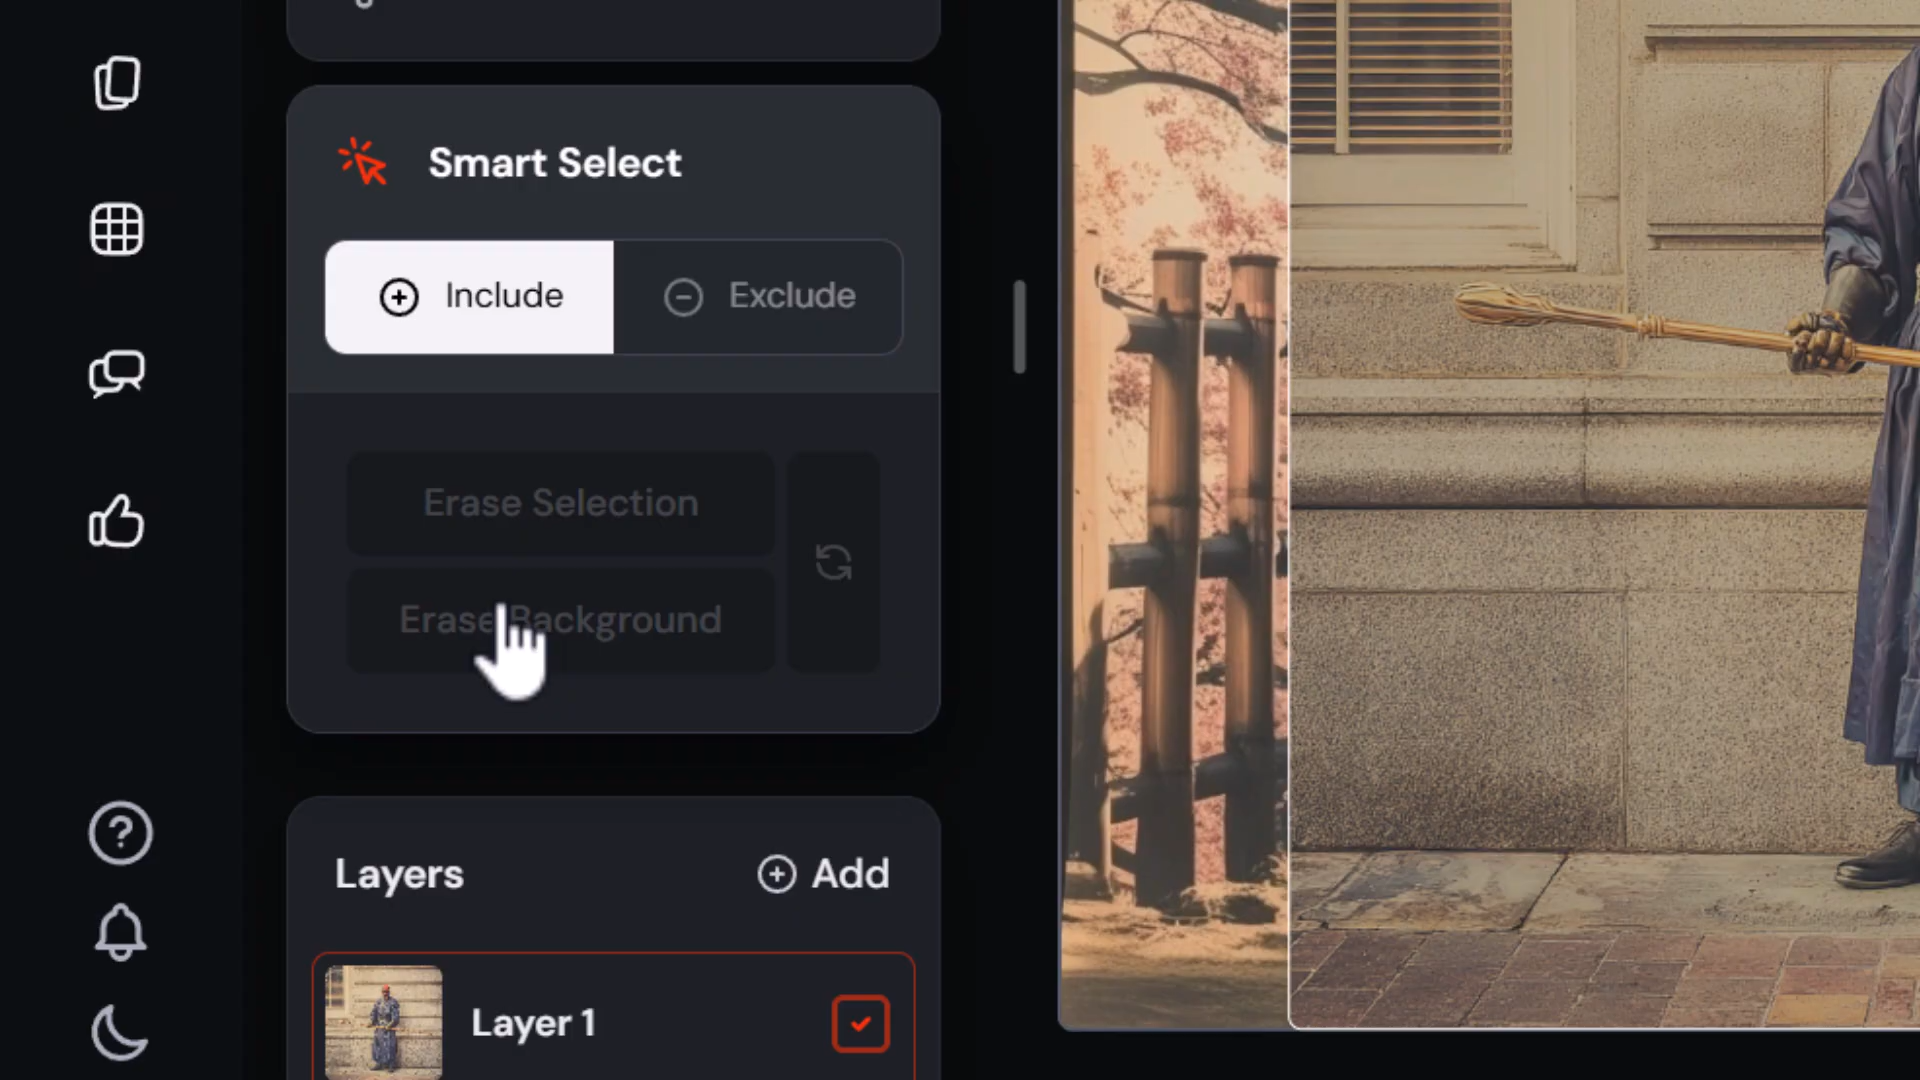 Smart Select
Include
Exclude
Erase Selection
Erase Background
Layers
Add
Layer 1